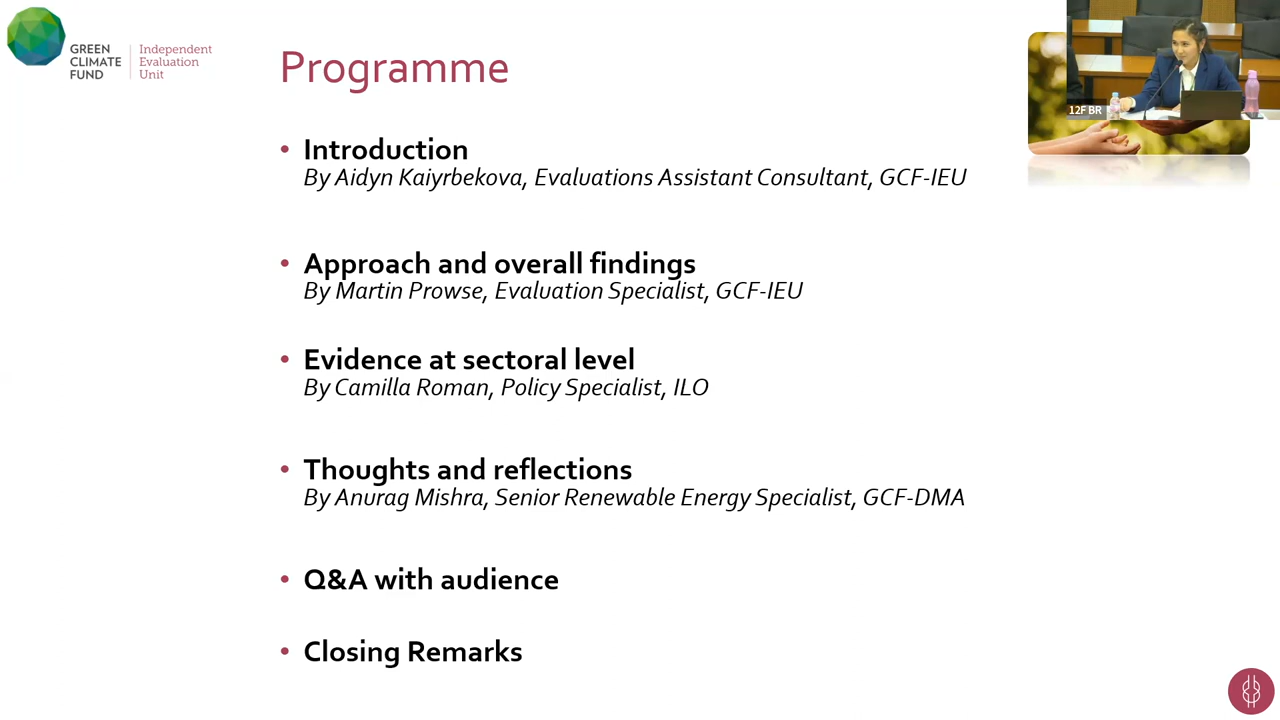 GREEN
CLIMATE
FUND
Independent
Evaluation
Unit
Programme
12F BR
• Introduction
By Aidyn Kaiyrbekova, Evaluations Assistant Consultant, GCF-IEU
• Approach and overall findings
By Martin Prowse, Evaluation Specialist, GCF-IEU
• Evidence at sectoral level
By Camilla Roman, Policy Specialist, ILO
• Thoughts and reflections
By Anurag Mishra, Senior Renewable Energy Specialist, GCF-DMA
• Q&A with audience
• Closing Remarks